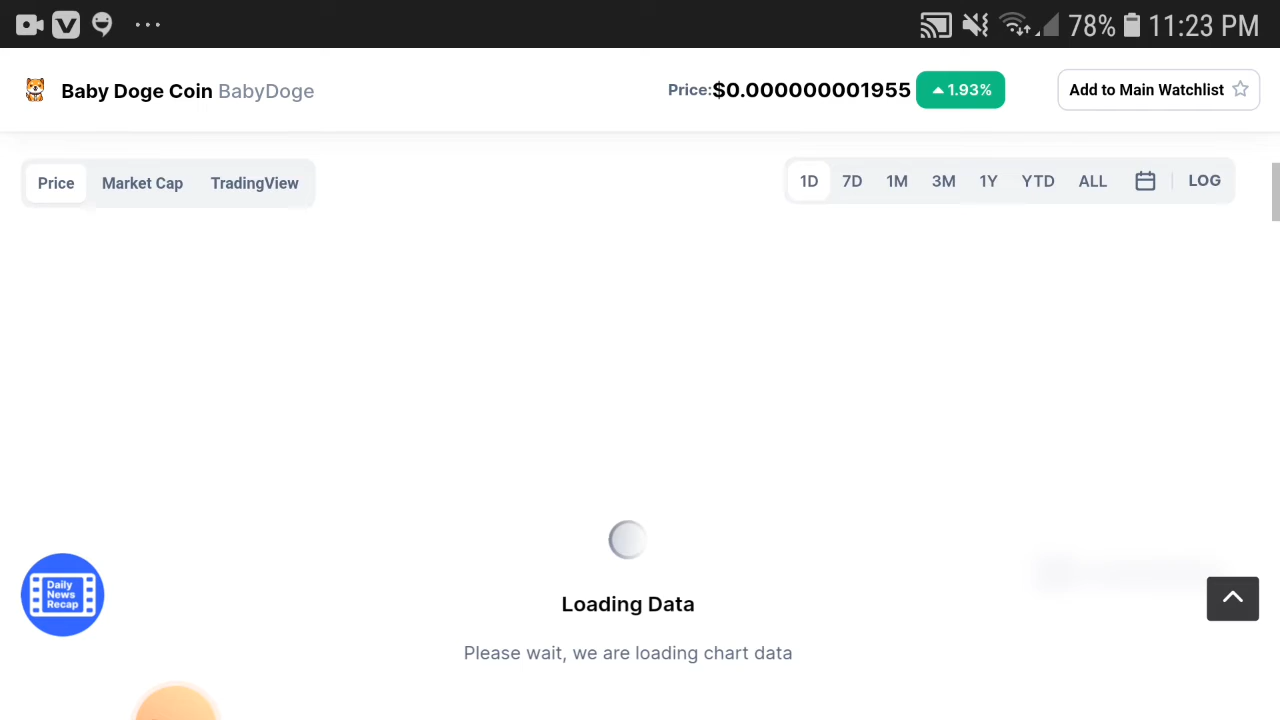 78% 11:23 PM
Baby Doge Coin BabyDoge
Price:$0.000000001955 1.93%
Add to Main Watchlist
Price Market Cap TradingView
1D 7D 1M 3M 1Y YTD ALL LOG
Daily
News
Recap
Loading Data
Please wait, we are loading chart data